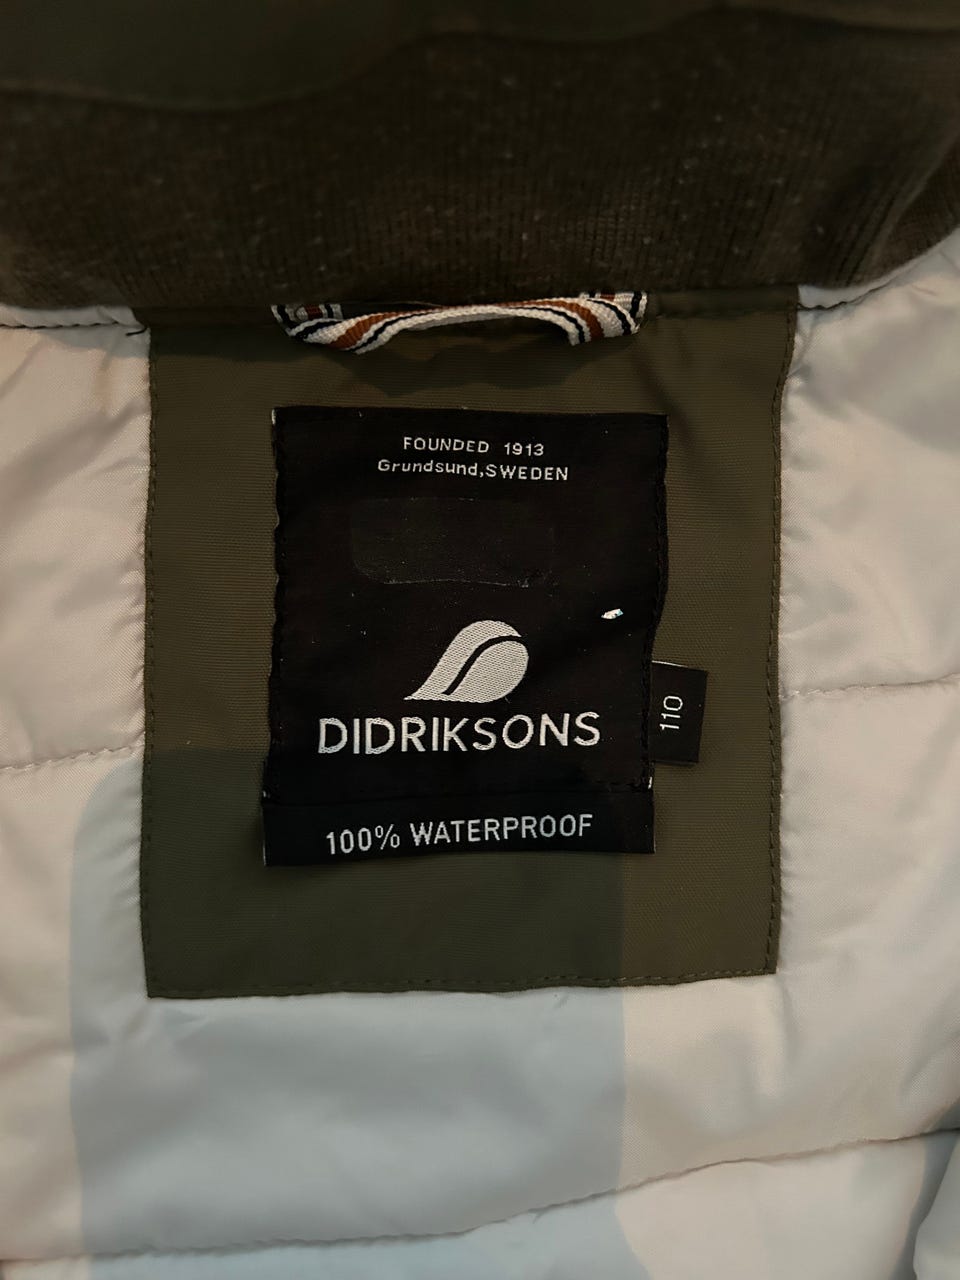 FOUNDED 1913
Grundsund,SWEDEN
DIDRIKSONS
110
100% WATERPROOF